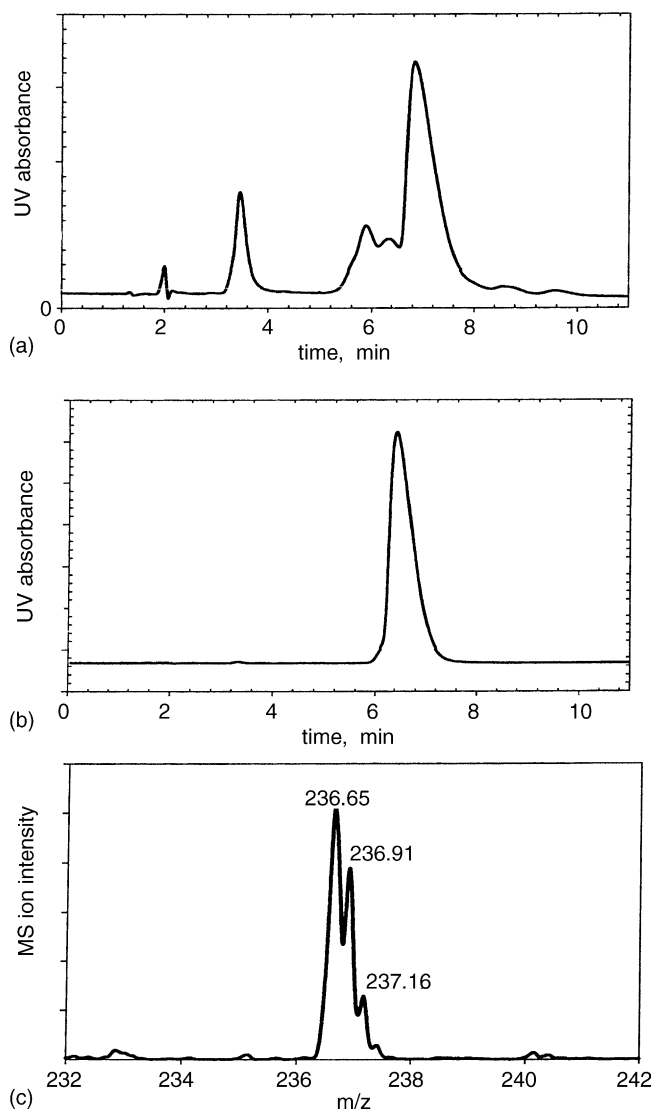 UV absorbance
0
0 2 4 6 8 10
(a)
time, min
UV absorbance
0 2 4 6 8 10
(b)
time, min
MS ion intensity
236.65
236.91
237.16
232 234 236 238 240 242
(c)
m/z